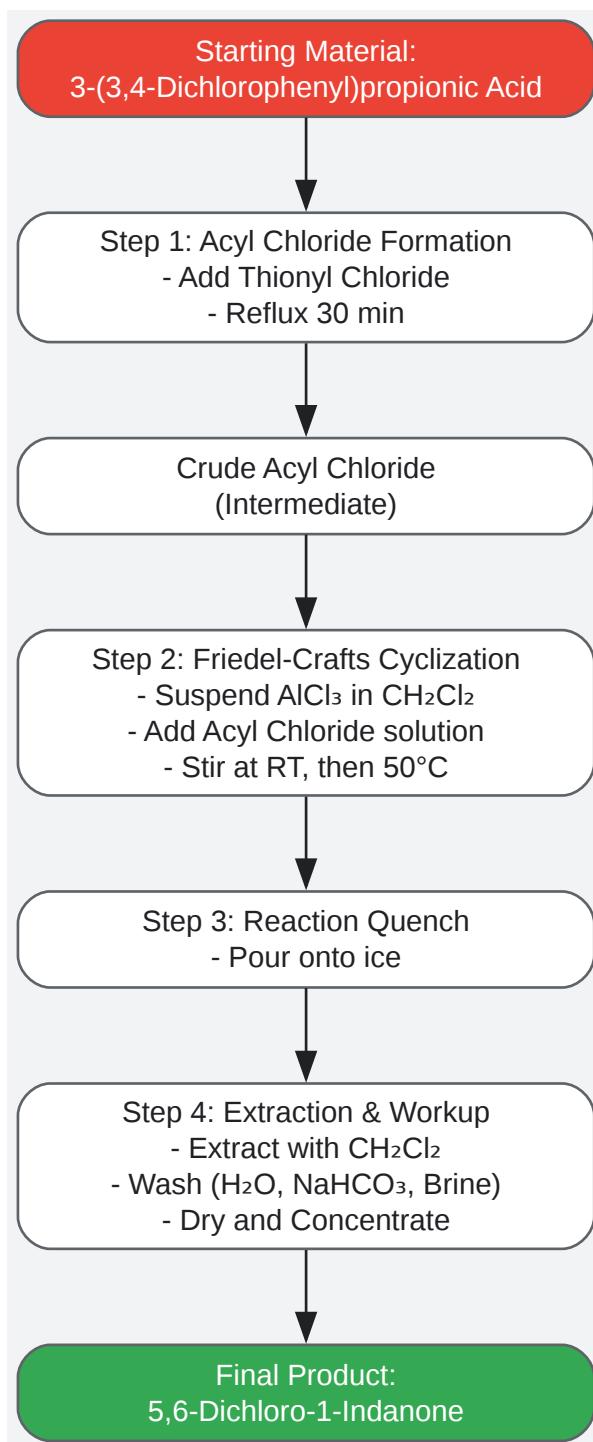 Starting Material:
3-(3,4-Dichlorophenyl)propionic Acid
Step 1: Acyl Chloride Formation
- Add Thionyl Chloride
- Reflux 30 min
Crude Acyl Chloride
(Intermediate)
Step 2: Friedel-Crafts Cyclization
- Suspend AlCl₃ in CH₂Cl₂
- Add Acyl Chloride solution
- Stir at RT, then 50°C
Step 3: Reaction Quench
- Pour onto ice
Step 4: Extraction & Workup
- Extract with CH₂Cl₂
- Wash (H₂O, NaHCO₃, Brine)
- Dry and Concentrate
Final Product:
5,6-Dichloro-1-Indanone